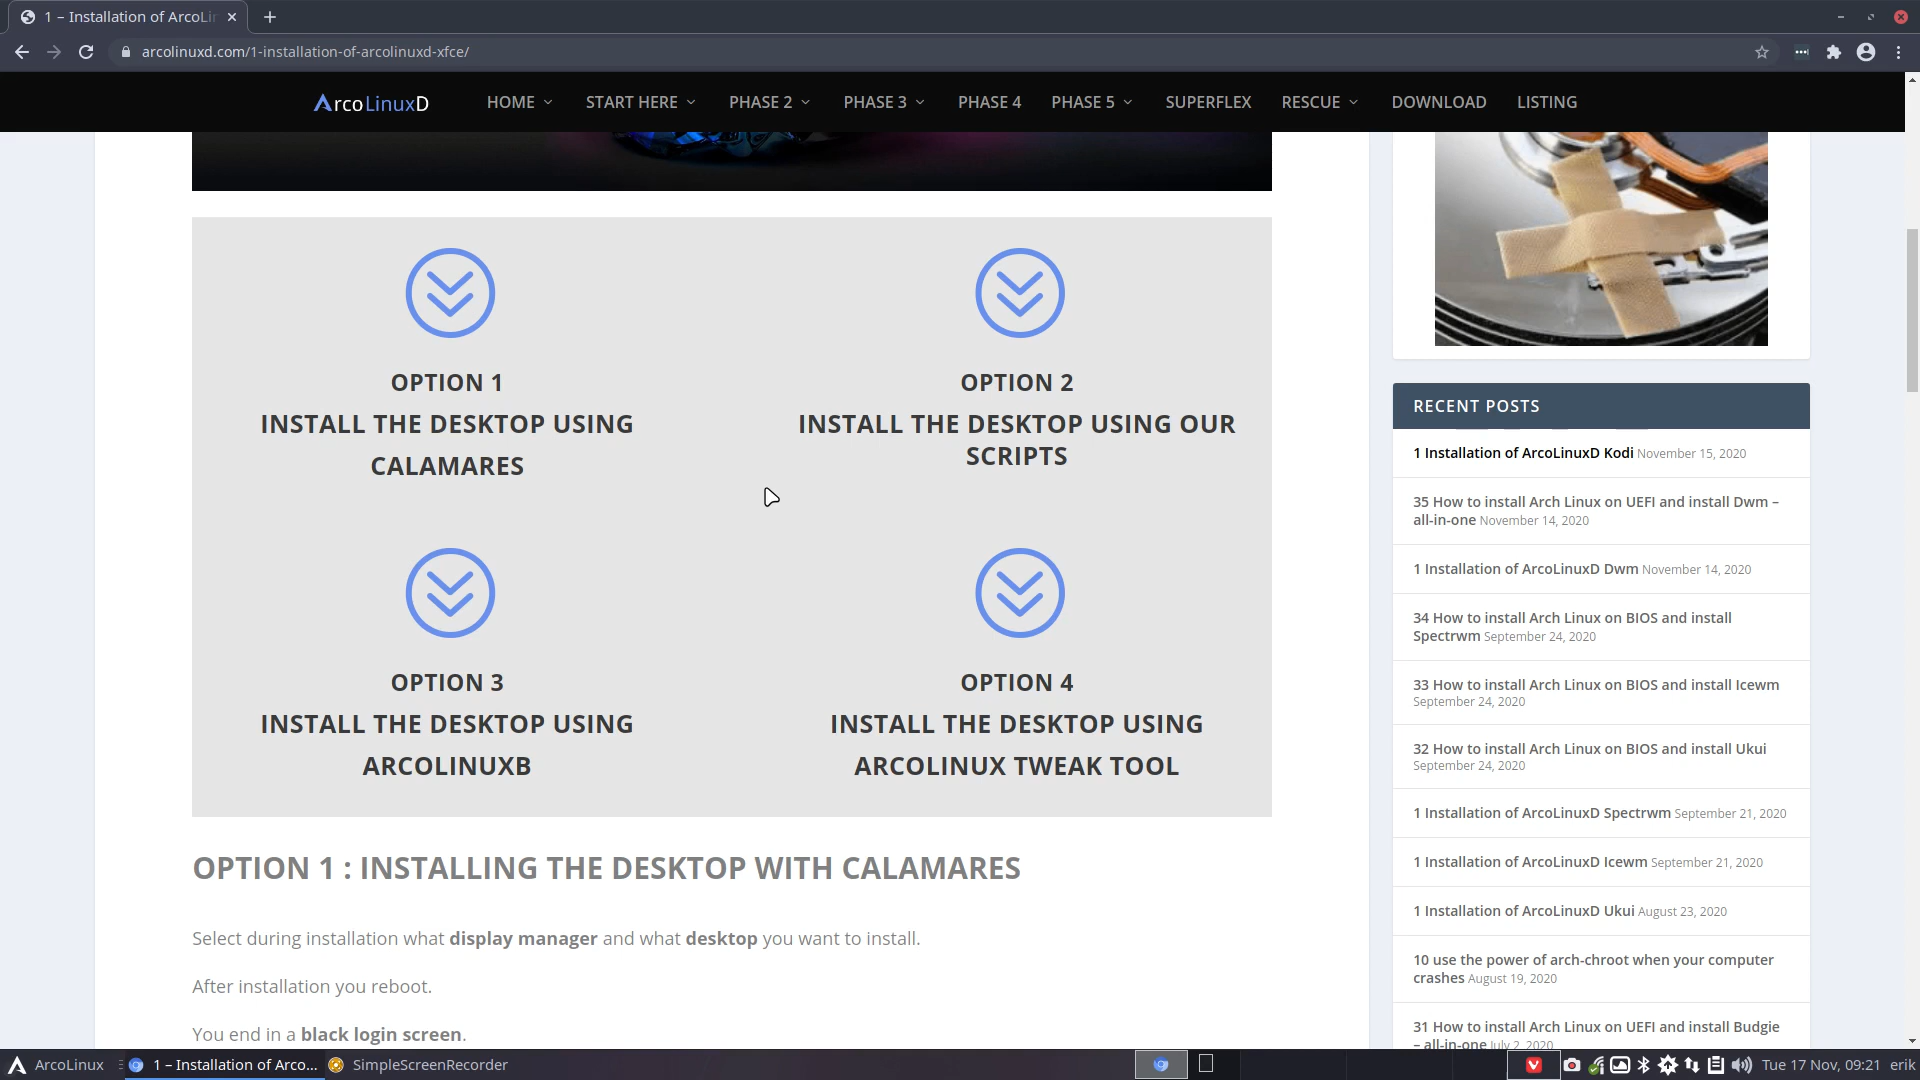 1 – Installation of ArcoLi
arcolinuxd.com/1-installation-of-arcolinuxd-xfce/
ArcoLinuxD
HOME
START HERE
PHASE 2
PHASE 3
PHASE 4
PHASE 5
SUPERFLEX
RESCUE
DOWNLOAD
LISTING
OPTION 1
INSTALL THE DESKTOP USING
CALAMARES
OPTION 2
INSTALL THE DESKTOP USING OUR
SCRIPTS
OPTION 3
INSTALL THE DESKTOP USING
ARCOLINUXB
OPTION 4
INSTALL THE DESKTOP USING
ARCOLINUX TWEAK TOOL
OPTION 1 : INSTALLING THE DESKTOP WITH CALAMARES
Select during installation what display manager and what desktop you want to install.
After installation you reboot.
You end in a black login screen.
RECENT POSTS
1 Installation of ArcoLinuxD Kodi November 15, 2020
35 How to install Arch Linux on UEFI and install Dwm –
all-in-one November 14, 2020
1 Installation of ArcoLinuxD Dwm November 14, 2020
34 How to install Arch Linux on BIOS and install
Spectrwm September 24, 2020
33 How to install Arch Linux on BIOS and install Icewm
September 24, 2020
32 How to install Arch Linux on BIOS and install Ukui
September 24, 2020
1 Installation of ArcoLinuxD Spectrwm September 21, 2020
1 Installation of ArcoLinuxD Icewm September 21, 2020
1 Installation of ArcoLinuxD Ukui August 23, 2020
10 use the power of arch-chroot when your computer
crashes August 19, 2020
31 How to install Arch Linux on UEFI and install Budgie
– all-in-one July 2, 2020
ArcoLinux
1 – Installation of Arco...
SimpleScreenRecorder
Tue 17 Nov, 09:21
erik